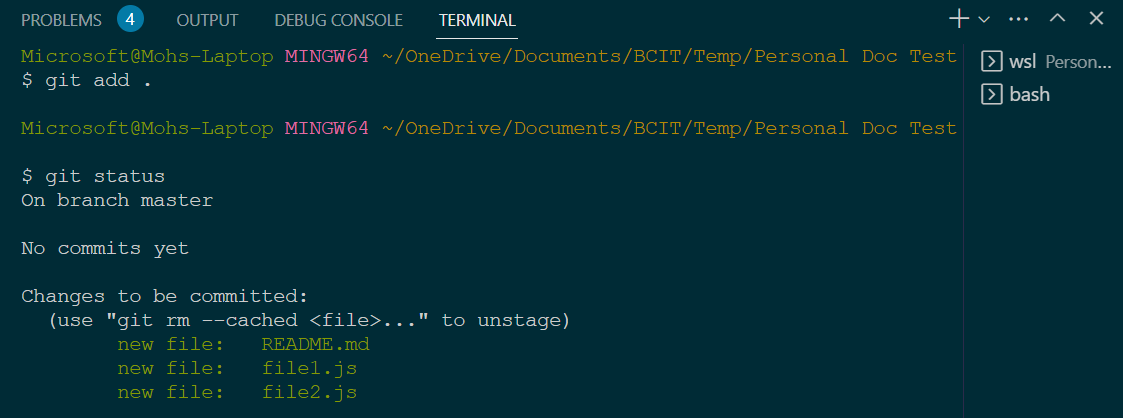 PROBLEMS 4 OUTPUT DEBUG CONSOLE TERMINAL
Microsoft@Mohs-Laptop MINGW64 ~/OneDrive/Documents/BCIT/Temp/Personal Doc Test
$ git add .
Microsoft@Mohs-Laptop MINGW64 ~/OneDrive/Documents/BCIT/Temp/Personal Doc Test
$ git status
On branch master
No commits yet
Changes to be committed:
(use "git rm --cached <file>..." to unstage)
new file: README.md
new file: file1.js
new file: file2.js
wsl Person...
bash